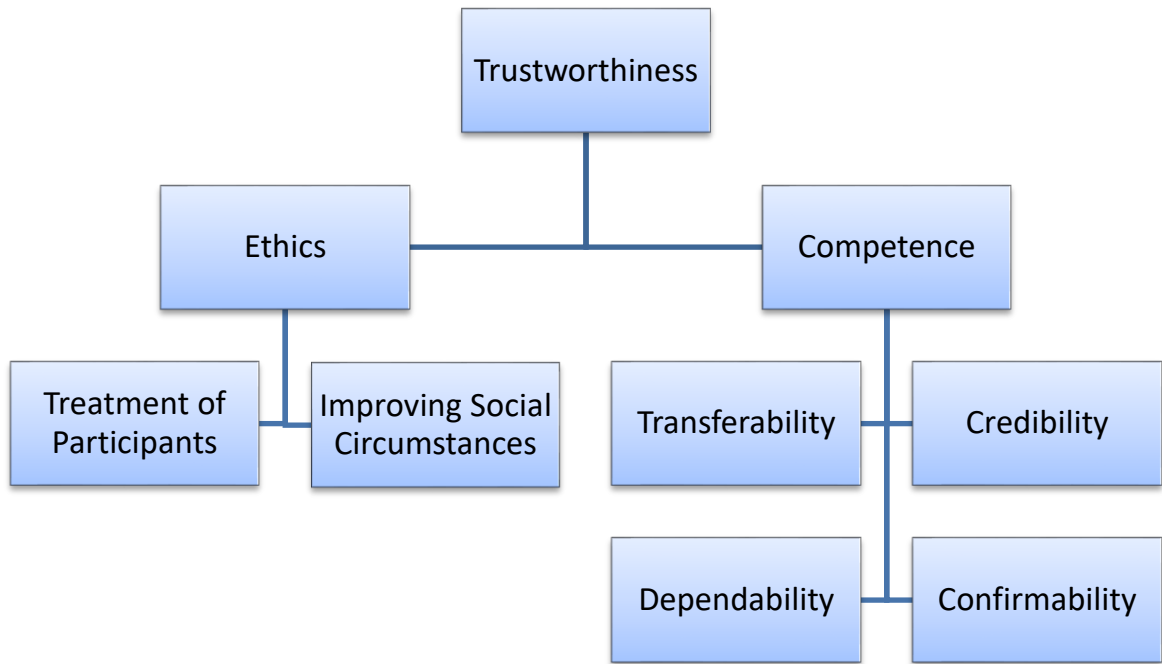 Trustworthiness
Ethics
Competence
Treatment of
Participants
Improving Social
Circumstances
Transferability
Credibility
Dependability
Confirmability